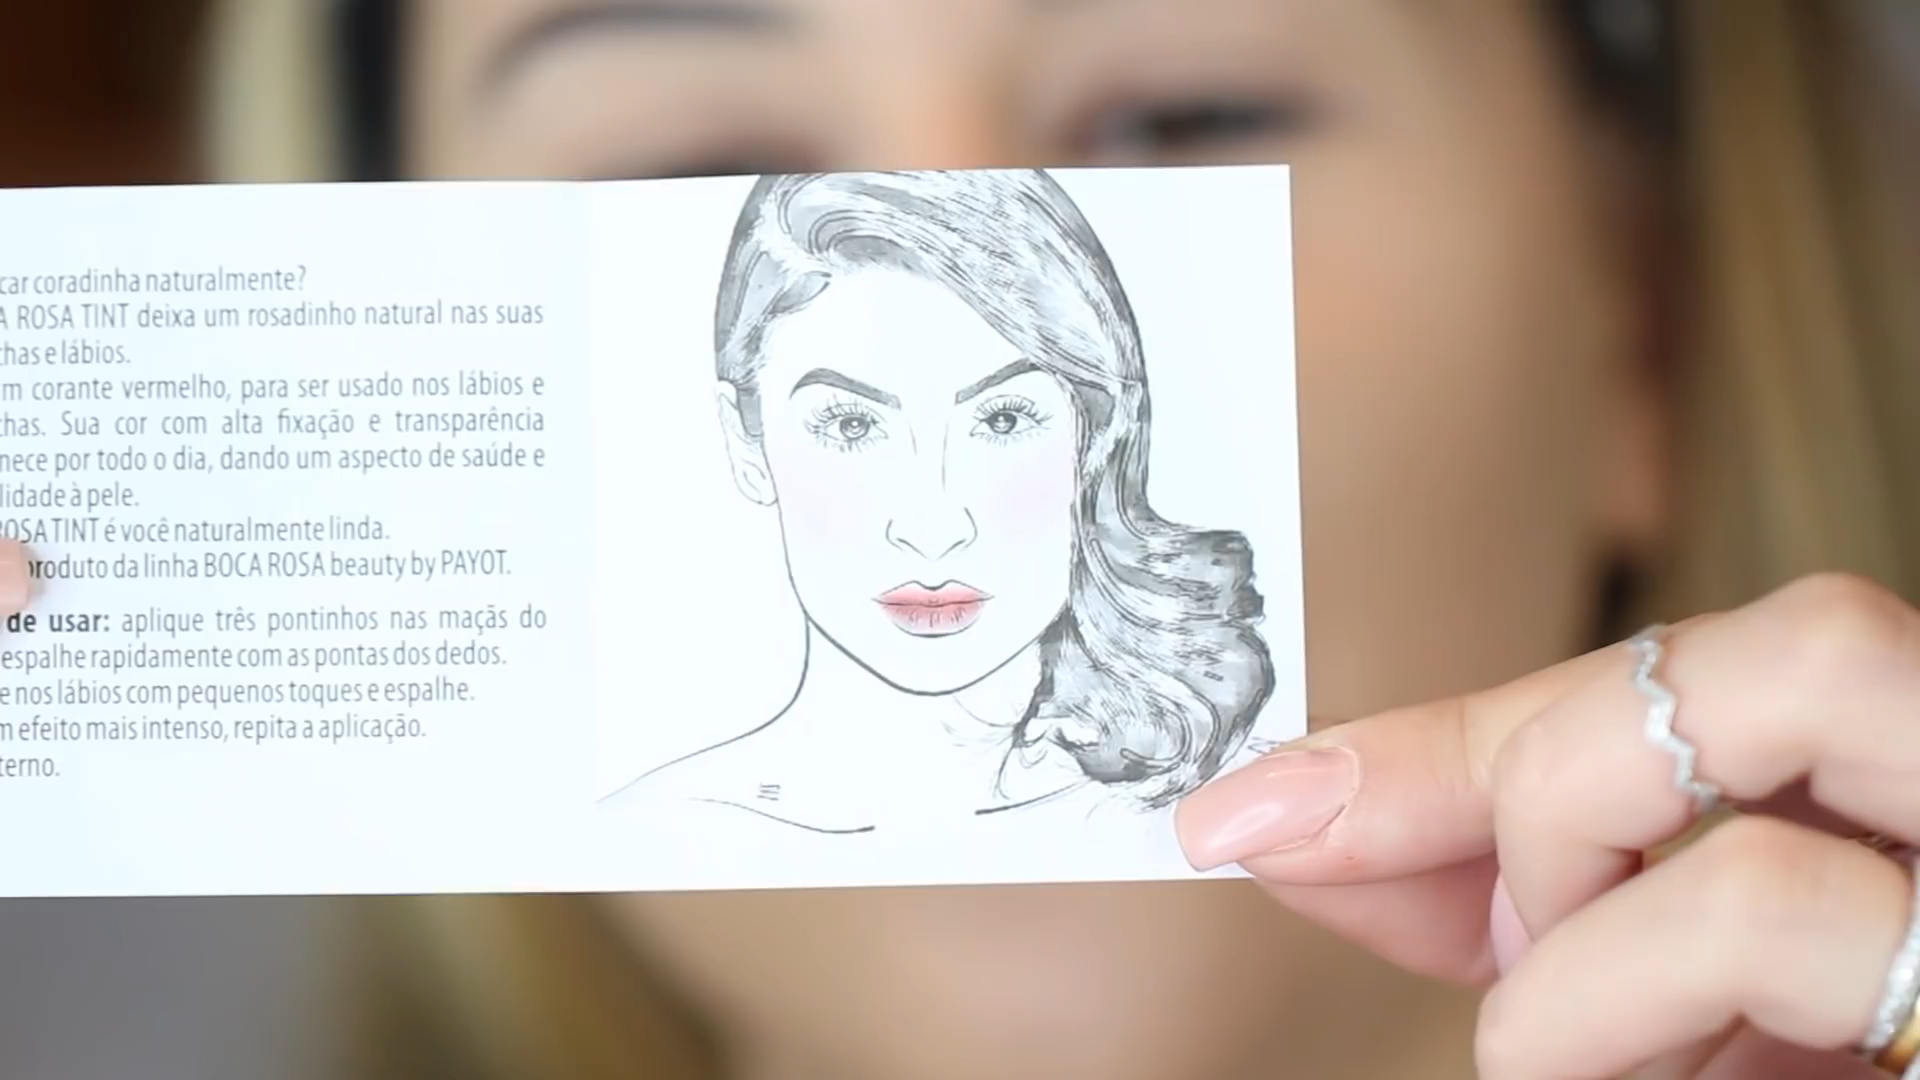 car coradinha naturalmente?
A ROSA TINT deixa um rosadinho natural nas suas
chas e lábios.
m corante vermelho, para ser usado nos lábios e
chas. Sua cor com alta fixação e transparência
nece por todo o dia, dando um aspecto de saúde e
lidade à pele.
ROSA TINT é você naturalmente linda.
produto da linha BOCA ROSA beauty by PAYOT.
de usar: aplique três pontinhos nas maçãs do
espalhe rapidamente com as pontas dos dedos.
e nos lábios com pequenos toques e espalhe.
m efeito mais intenso, repita a aplicação.
terno.